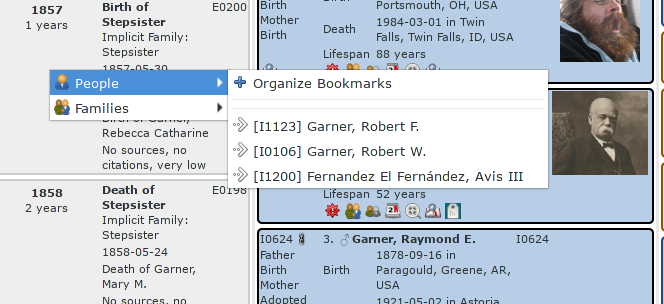 1857
1 years
Birth of
Stepsister
E0200
Implicit Family:
Stepsister
1857-05-30
Birth of Garner,
Rebecca Catharine
No sources, no
citations, very low
1858
2 years
Death of
Stepsister
E0198
Implicit Family:
Stepsister
1858-05-24
Death of Garner,
Mary M.
No sources, no
People
Families
Organize Bookmarks
[I1123] Garner, Robert F.
[I0106] Garner, Robert W.
[I1200] Fernandez El Fernández, Avis III
Birth
Mother
Birth
Portsmouth, OH, USA
Death
1984-03-01 in Twin
Falls, Twin Falls, ID, USA
Lifespan 88 years
Lifespan 52 years
I0624
3. ♂ Garner, Raymond E.
I0624
Father
Birth
Mother
Adopted
Birth
1878-09-16 in
Paragould, Greene, AR,
USA
1921-05-02 in Astoria